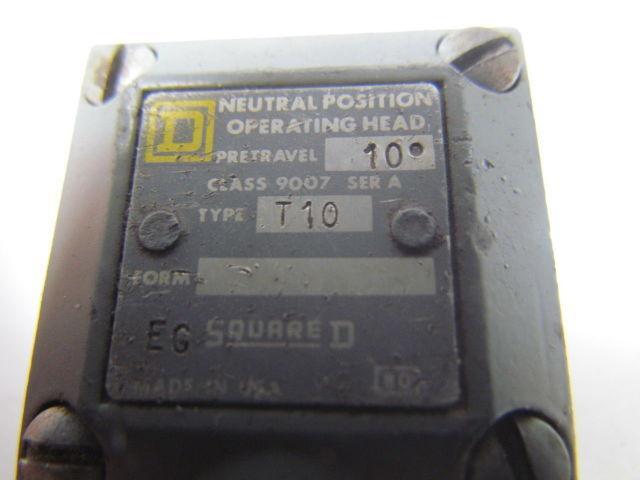 D NEUTRAL POSITION
OPERATING HEAD
PRETRAVEL 10°
CLASS 9007 SER A
TYPE T10
FORM
EG SQUARE D
MADE IN USA